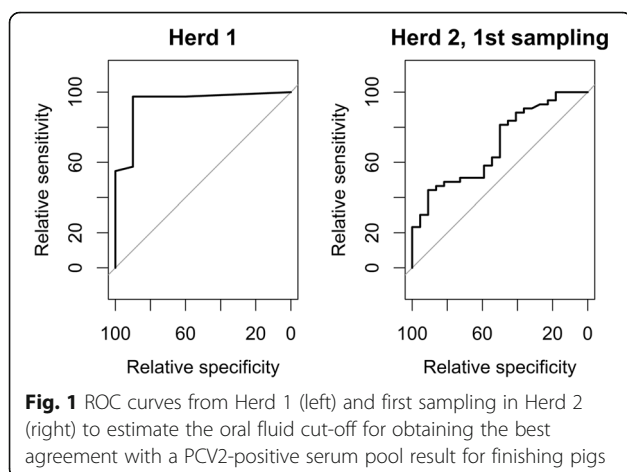 Herd 1
Relative sensitivity
100
60
20
0
100
60
20
0
Relative specificity
Herd 2, 1st sampling
Relative sensitivity
100
60
20
0
100
60
20
0
Relative specificity
Fig. 1 ROC curves from Herd 1 (left) and first sampling in Herd 2
(right) to estimate the oral fluid cut-off for obtaining the best
agreement with a PCV2-positive serum pool result for finishing pigs